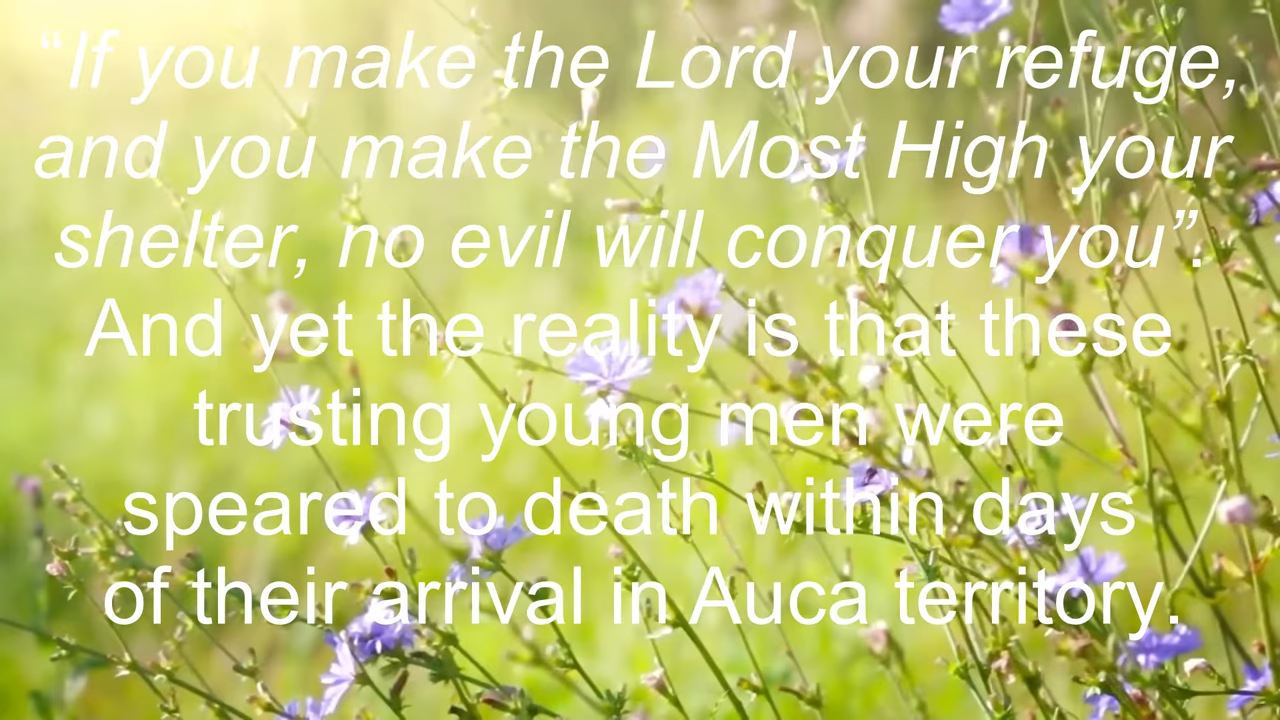 “If you make the Lord your refuge,
and you make the Most High your
shelter, no evil will conquer you”.
And yet the reality is that these
trusting young men were
speared to death within days
of their arrival in Auca territory.